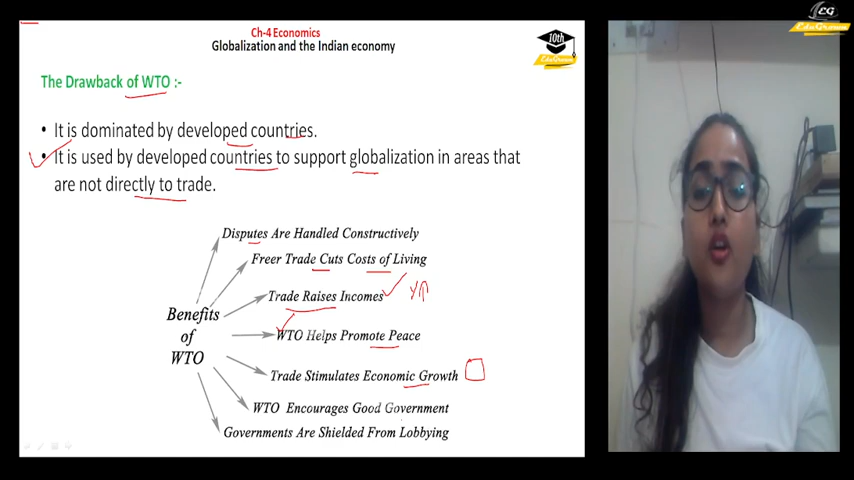 Ch-4 Economics
Globalization and the Indian economy
10th
EduGrown
CG
EduGrown
The Drawback of WTO :-
• It is dominated by developed countries.
• It is used by developed countries to support globalization in areas that
are not directly to trade.
Disputes Are Handled Constructively
Freer Trade Cuts Costs of Living
Trade Raises Incomes
Y↑
WTO Helps Promote Peace
Trade Stimulates Economic Growth
WTO Encourages Good Government
Governments Are Shielded From Lobbying
Benefits
of
WTO